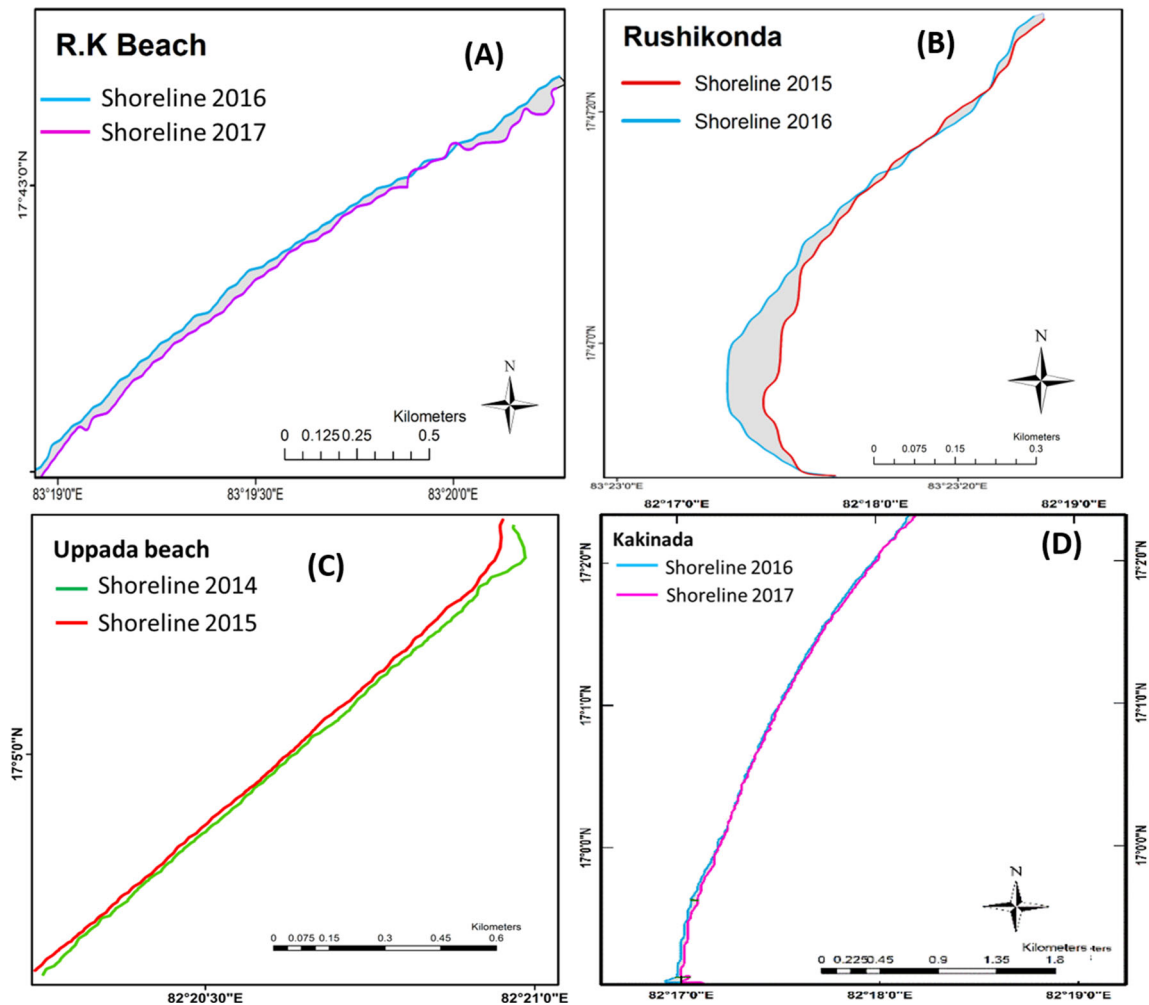 R.K Beach
(A)
Shoreline 2016
Shoreline 2017
17°43'0"N
N
Kilometers
0 0.125 0.25 0.5
83°19'0"E 83°19'30"E 83°20'0"E
Rushikonda
(B)
Shoreline 2015
Shoreline 2016
17°47'20"N
17°47'0"N
N
Kilometers
0 0.075 0.15 0.3
83°23'0"E 83°23'20"E
Uppada beach
(C)
Shoreline 2014
Shoreline 2015
17°5'0"N
Kilometers
0 0.075 0.15 0.3 0.45 0.6
82°20'30"E 82°21'0"E
82°17'0"E 82°18'0"E 82°19'0"E
Kakinada
(D)
Shoreline 2016
Shoreline 2017
17°2'0"N 17°2'0"N
17°1'0"N 17°1'0"N
17°0'0"N 17°0'0"N
N
Kilometers
0 0.225 0.45 0.9 1.35 1.8
82°17'0"E 82°18'0"E 82°19'0"E